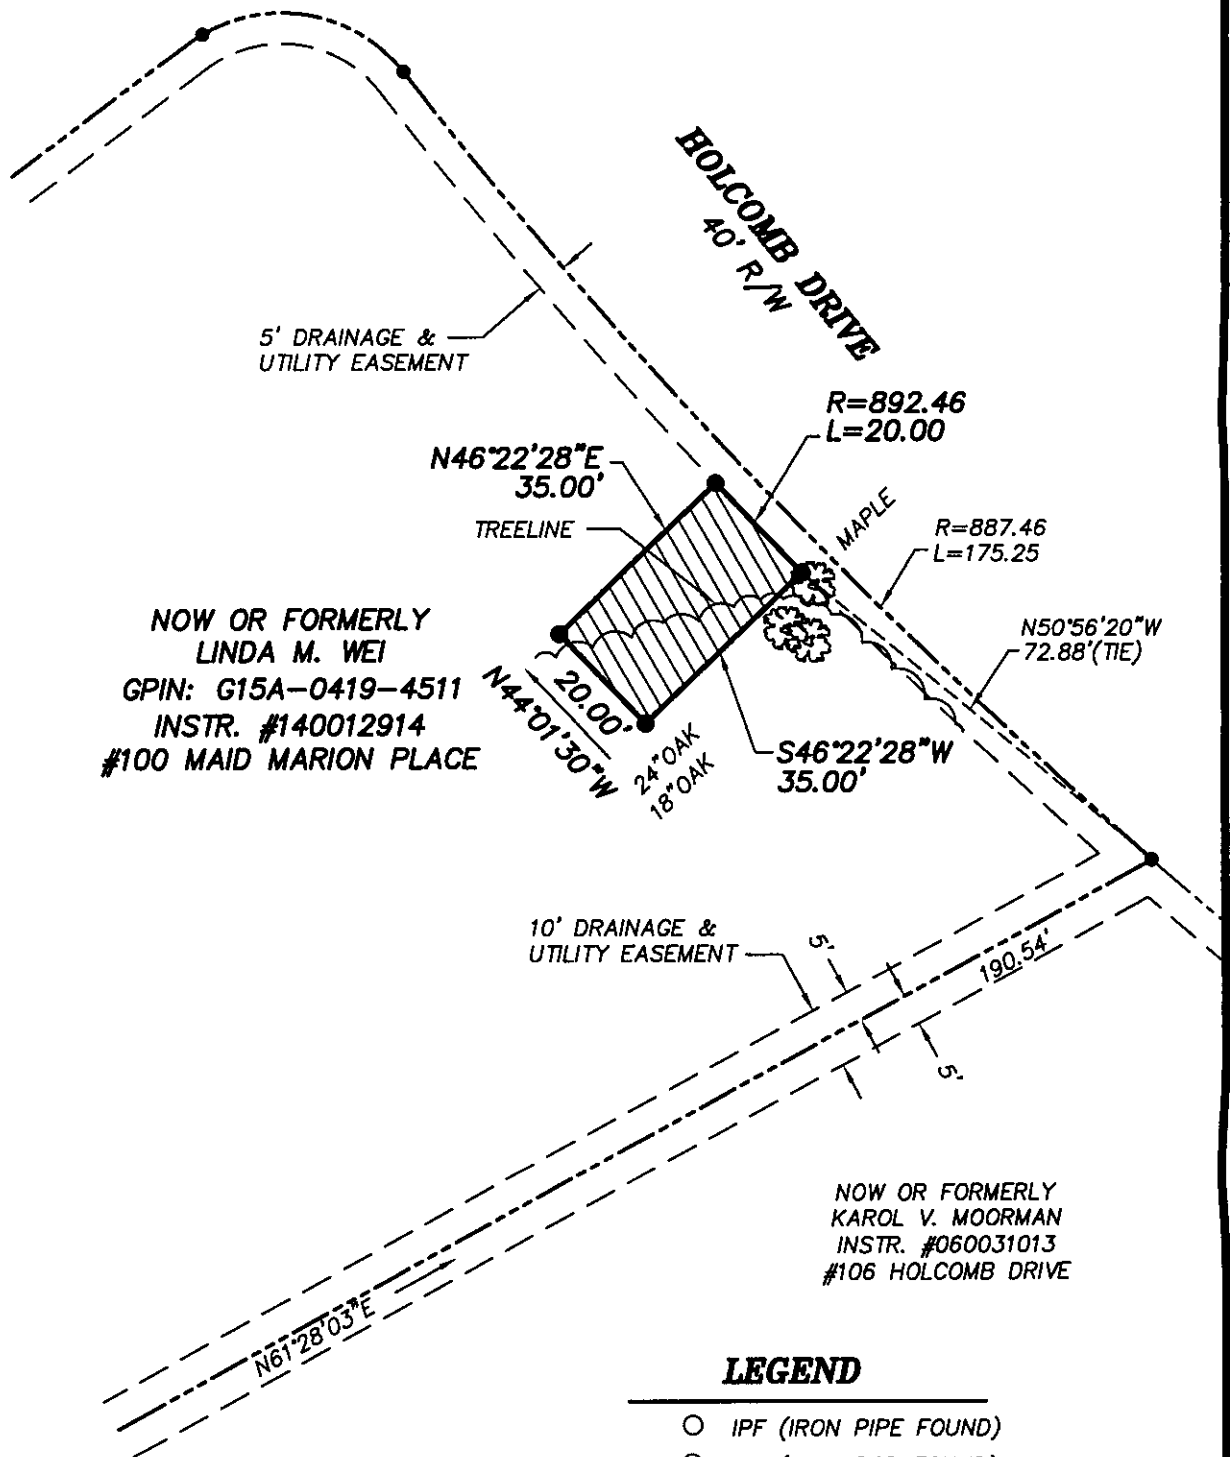 HOLCOMB DRIVE
40' R/W
5' DRAINAGE &
UTILITY EASEMENT
R=892.46
L=20.00
N46°22'28"E
35.00'
TREELINE
MAPLE
R=887.46
L=175.25
N50°56'20"W
72.88'(TIE)
NOW OR FORMERLY
LINDA M. WEI
GPIN: G15A-0419-4511
INSTR. #140012914
#100 MAID MARION PLACE
20.00'
N44°01'30"W
24"OAK
18"OAK
S46°22'28"W
35.00'
10' DRAINAGE &
UTILITY EASEMENT
5'
190.54'
5'
NOW OR FORMERLY
KAROL V. MOORMAN
INSTR. #060031013
#106 HOLCOMB DRIVE
N61°28'03"E
LEGEND
IPF (IRON PIPE FOUND)